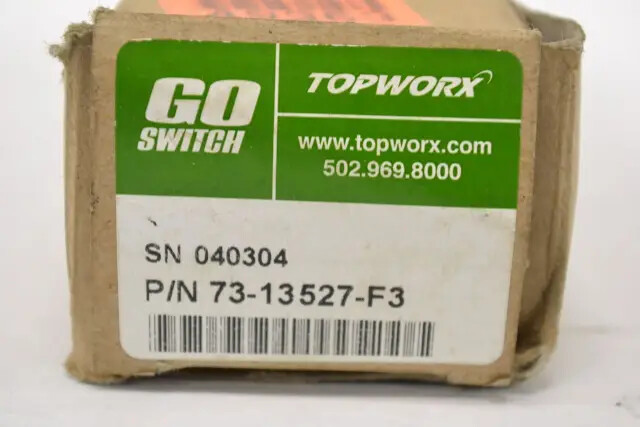 GO
SWITCH
TOPWORX
www.topworx.com
502.969.8000
SN 040304
P/N 73-13527-F3